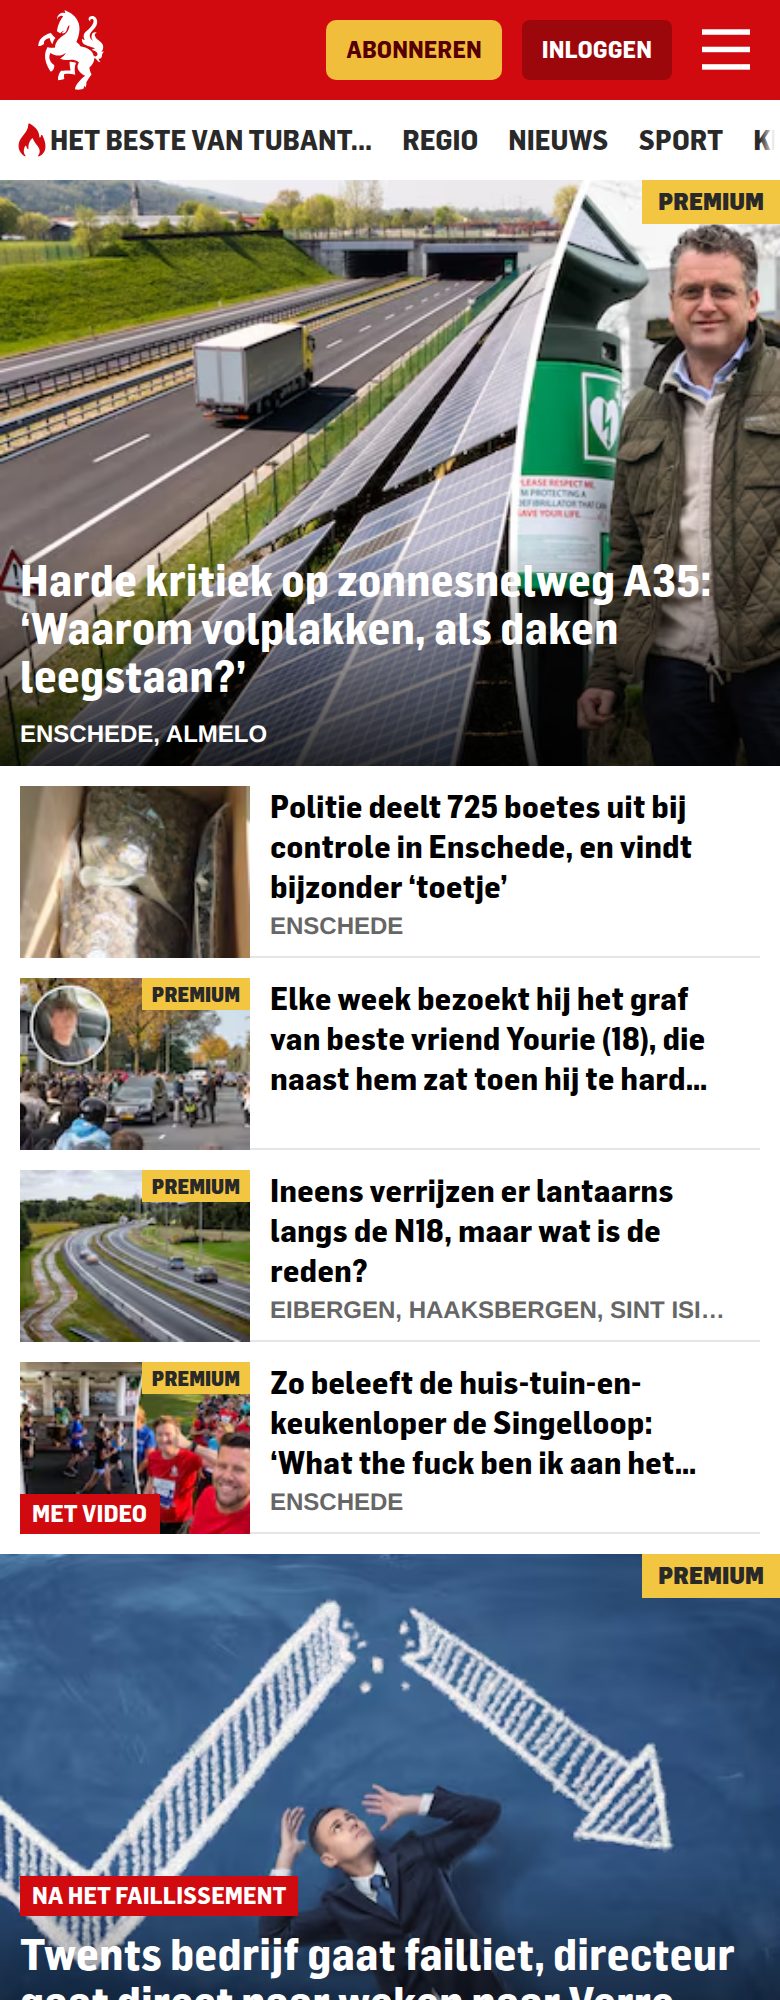 ABONNEREN
INLOGGEN
HET BESTE VAN TUBANT...
REGIO
NIEUWS
SPORT
PREMIUM
PLEASE RESPECT ME,
I'M PROTECTING A
DEFIBRILLATOR THAT CAN
SAVE YOUR LIFE.
Harde kritiek op zonnesnelweg A35:
‘Waarom volplakken, als daken
leegstaan?’
ENSCHEDE, ALMELO
Politie deelt 725 boetes uit bij
controle in Enschede, en vindt
bijzonder ‘toetje’
ENSCHEDE
PREMIUM
Elke week bezoekt hij het graf
van beste vriend Yourie (18), die
naast hem zat toen hij te hard...
PREMIUM
Ineens verrijzen er lantaarns
langs de N18, maar wat is de
reden?
EIBERGEN, HAAKSBERGEN, SINT ISI...
PREMIUM
MET VIDEO
Zo beleeft de huis-tuin-en-
keukenloper de Singelloop:
‘What the fuck ben ik aan het...
ENSCHEDE
PREMIUM
NA HET FAILLISSEMENT
Twents bedrijf gaat failliet, directeur